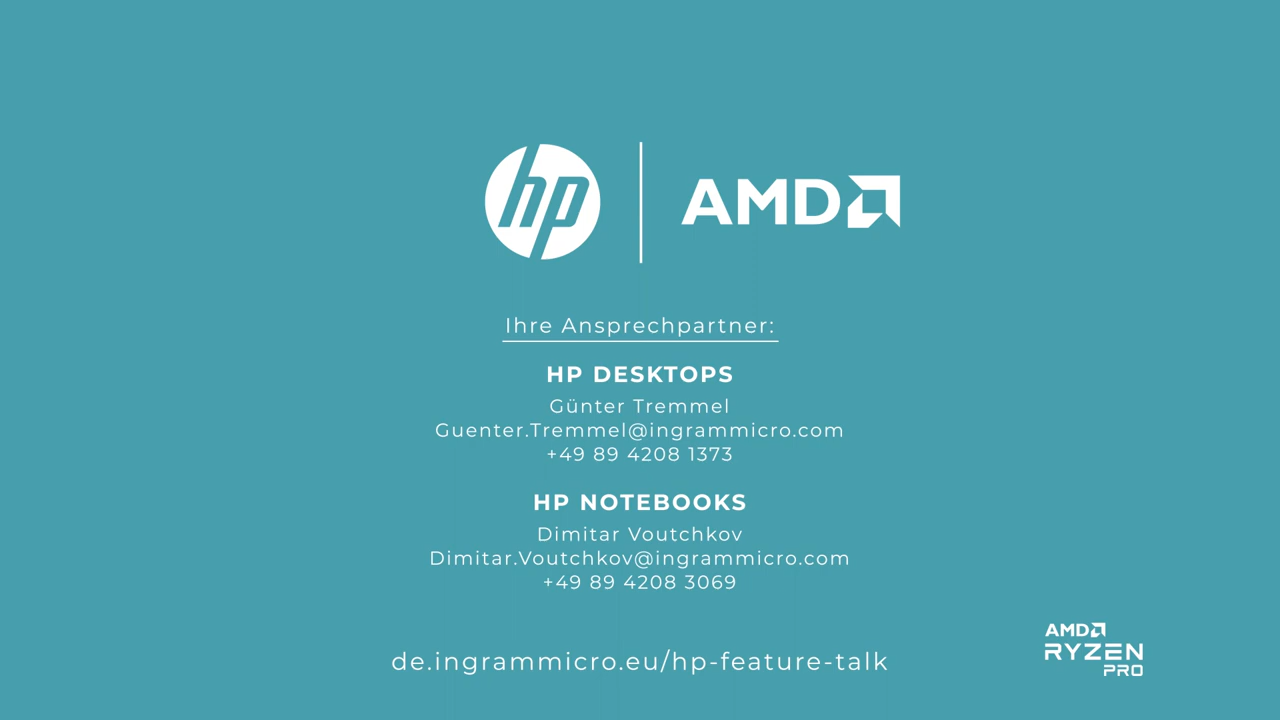 hp AMD
Ihre Ansprechpartner:
HP DESKTOPS
Günter Tremmel
Guenter.Tremmel@ingrammicro.com
+49 89 4208 1373
HP NOTEBOOKS
Dimitar Voutchkov
Dimitar.Voutchkov@ingrammicro.com
+49 89 4208 3069
de.ingrammicro.eu/hp-feature-talk
AMD
RYZEN
PRO